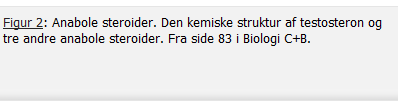 Figur 2: Anabole steroider. Den kemiske struktur af testosteron og
tre andre anabole steroider. Fra side 83 i Biologi C+B.